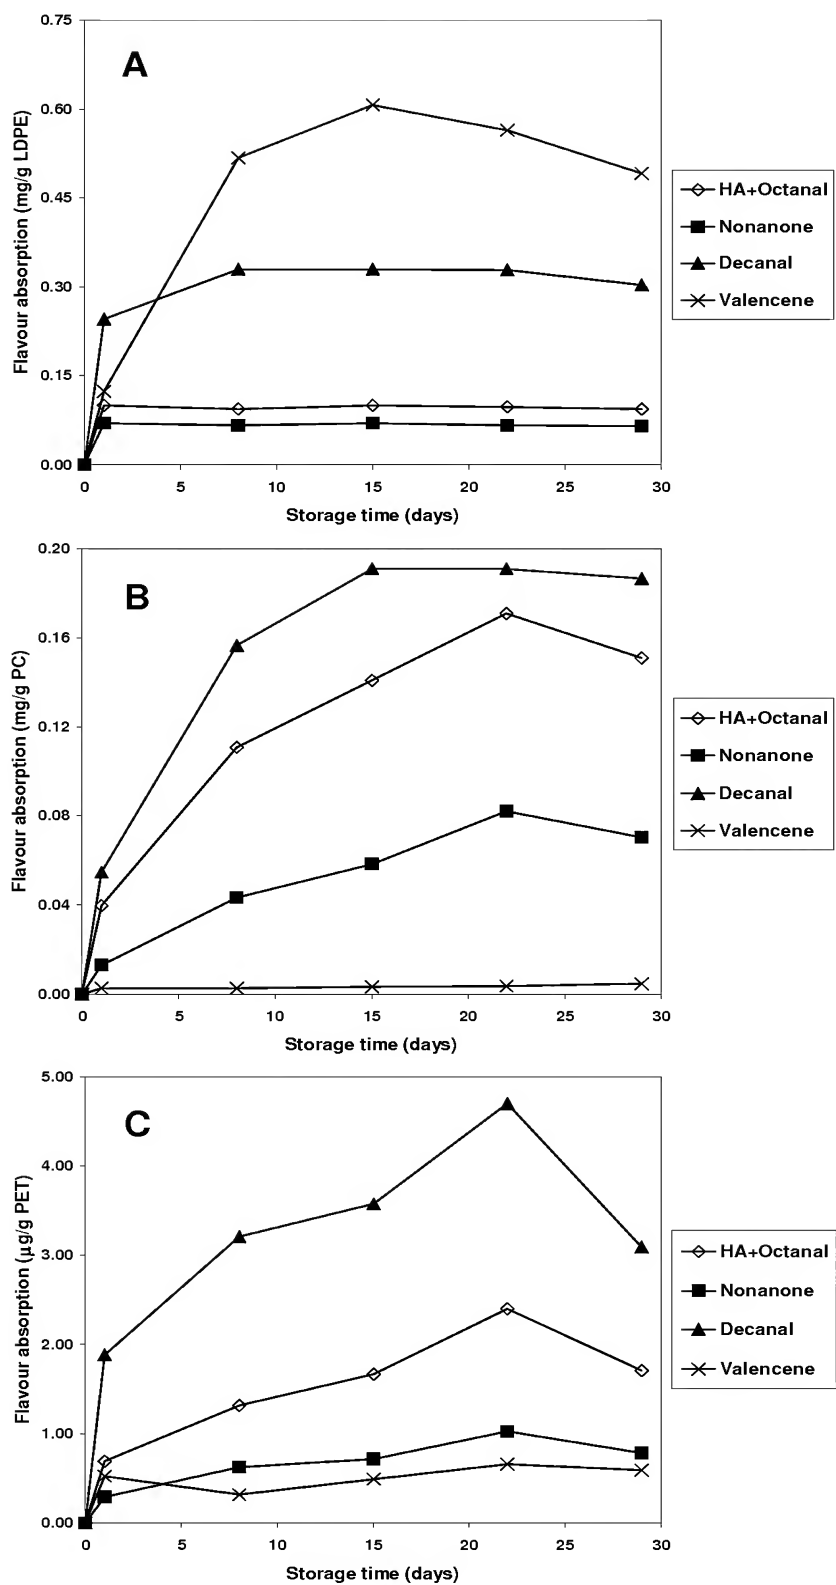 A
Flavour absorption (mg/g LDPE)
0.75
0.60
0.45
0.30
0.15
0.00
0 5 10 15 20 25 30
Storage time (days)
HA+Octanal
Nonanone
Decanal
Valencene
B
Flavour absorption (mg/g PC)
0.20
0.16
0.12
0.08
0.04
0.00
0 5 10 15 20 25 30
Storage time (days)
HA+Octanal
Nonanone
Decanal
Valencene
C
Flavour absorption (µg/g PET)
5.00
4.00
3.00
2.00
1.00
0.00
0 5 10 15 20 25 30
Storage time (days)
HA+Octanal
Nonanone
Decanal
Valencene